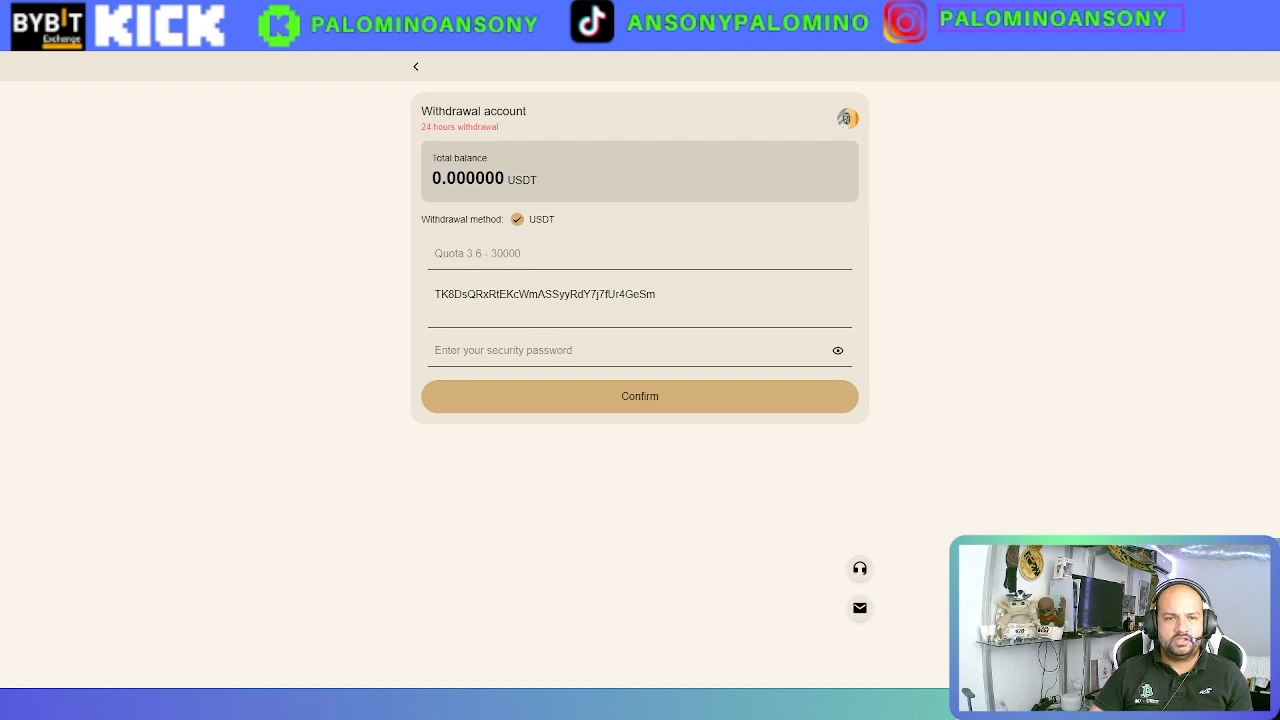 BYBIT
Exchange
KICK
PALOMINOANSONY
ANSONYPALOMINO
PALOMINOANSONY
Withdrawal account
24 hours withdrawal
Total balance
0.000000 USDT
Withdrawal method: USDT
Quota 3.6 - 30000
TK8DsQRxRtEKcWmASSyyRdY7j7fUr4GeSm
Enter your security password
Confirm